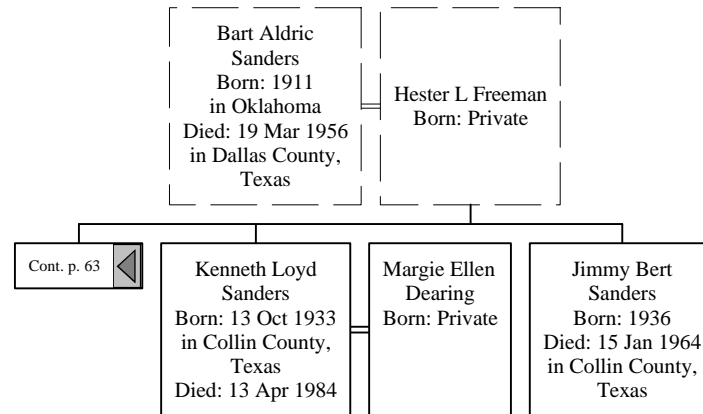 Bart Aldric
Sanders
Born: 1911
in Oklahoma
Died: 19 Mar 1956
in Dallas County,
Texas
Hester L Freeman
Born: Private
Cont. p. 63
Kenneth Loyd
Sanders
Born: 13 Oct 1933
in Collin County,
Texas
Died: 13 Apr 1984
Margie Ellen
Dearing
Born: Private
Jimmy Bert
Sanders
Born: 1936
Died: 15 Jan 1964
in Collin County,
Texas